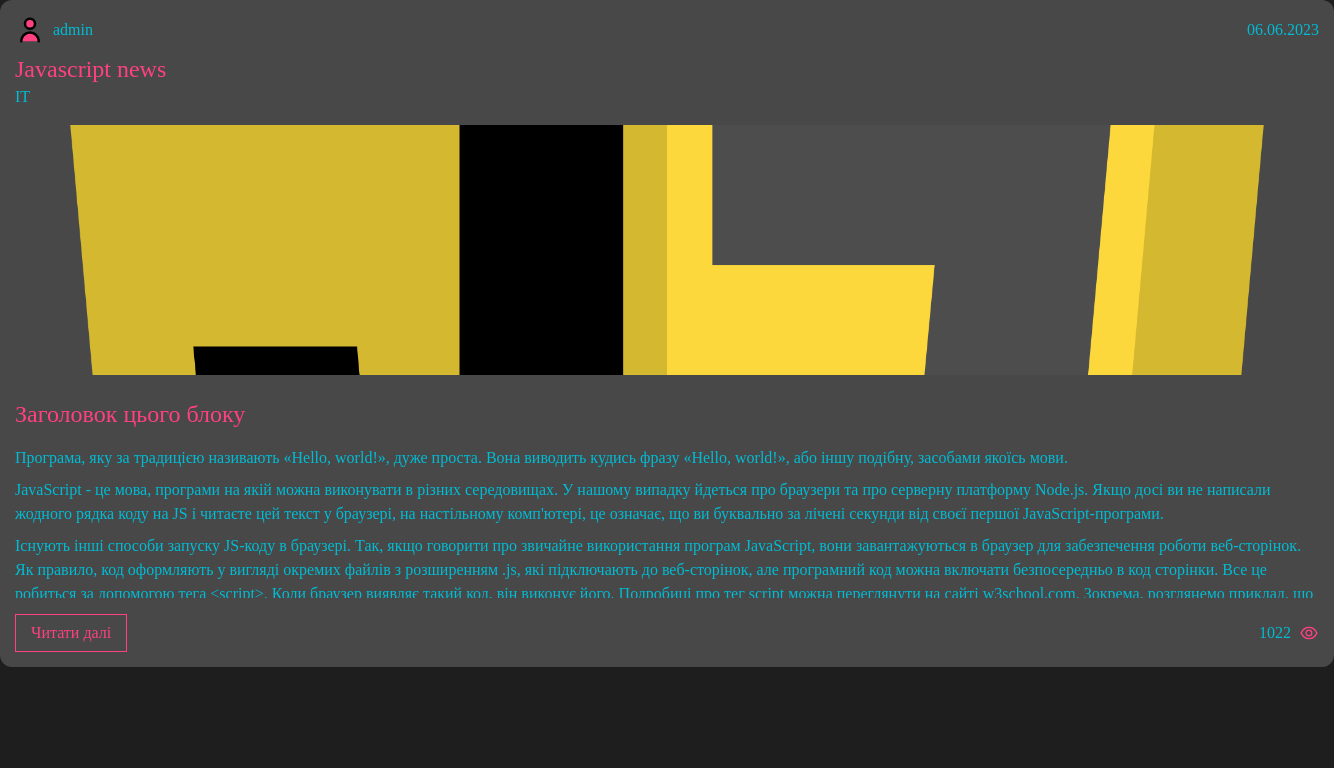 admin
06.06.2023
Javascript news
IT
Заголовок цього блоку
Програма, яку за традицією називають «Hello, world!», дуже проста. Вона виводить кудись фразу «Hello, world!», або іншу подібну, засобами якоїсь мови.
JavaScript - це мова, програми на якій можна виконувати в різних середовищах. У нашому випадку йдеться про браузери та про серверну платформу Node.js. Якщо досі ви не написали
жодного рядка коду на JS і читаєте цей текст у браузері, на настільному комп'ютері, це означає, що ви буквально за лічені секунди від своєї першої JavaScript-програми.
Існують інші способи запуску JS-коду в браузері. Так, якщо говорити про звичайне використання програм JavaScript, вони завантажуються в браузер для забезпечення роботи веб-сторінок.
Як правило, код оформляють у вигляді окремих файлів з розширенням .js, які підключають до веб-сторінок, але програмний код можна включати безпосередньо в код сторінки. Все це
робиться за допомогою тега <script>. Коли браузер виявляє такий код, він виконує його. Подробиці про тег script можна переглянути на сайті w3school.com. Зокрема, розглянемо приклад, що
Читати далі
1022